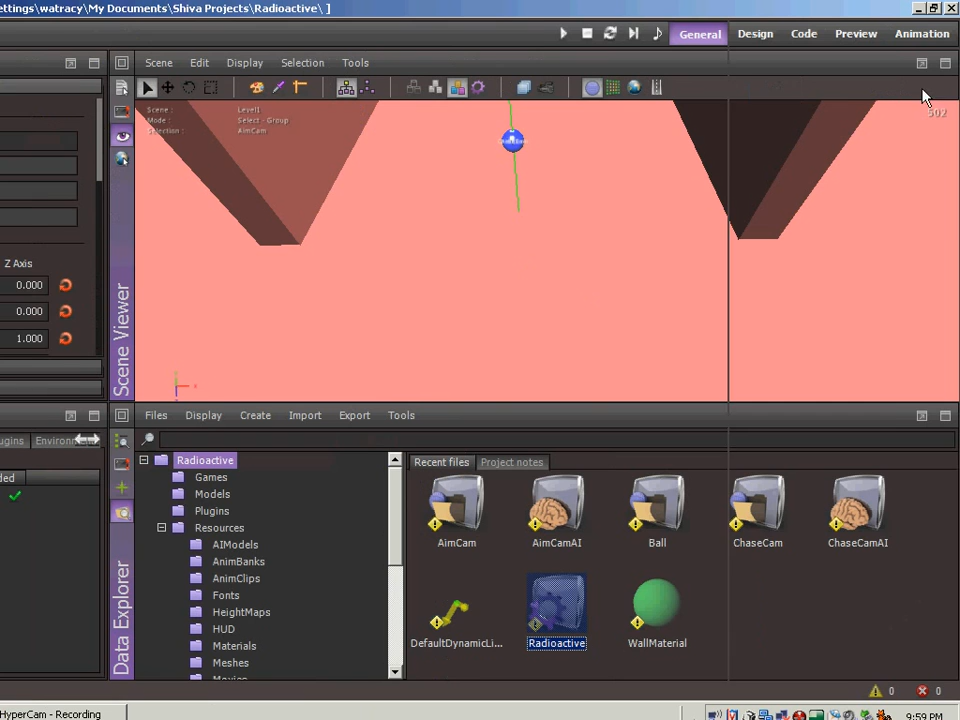 ettings\watracy\My Documents\Shiva Projects\Radioactive\ ]
General Design Code Preview Animation
Scene Edit Display Selection Tools
Scene : Level1
Mode : Select - Group
Selection : AimCam
502
Z Axis
0.000
0.000
1.000
Scene Viewer
Files Display Create Import Export Tools
ugins Environ
ded
Radioactive
Games
Models
Plugins
Resources
AIModels
AnimBanks
AnimClips
Fonts
HeightMaps
HUD
Materials
Meshes
Movies
Data Explorer
Recent files Project notes
AimCam AimCamAI Ball ChaseCam ChaseCamAI
DefaultDynamicLi... Radioactive WallMaterial
0 0
HyperCam - Recording
9:59 PM